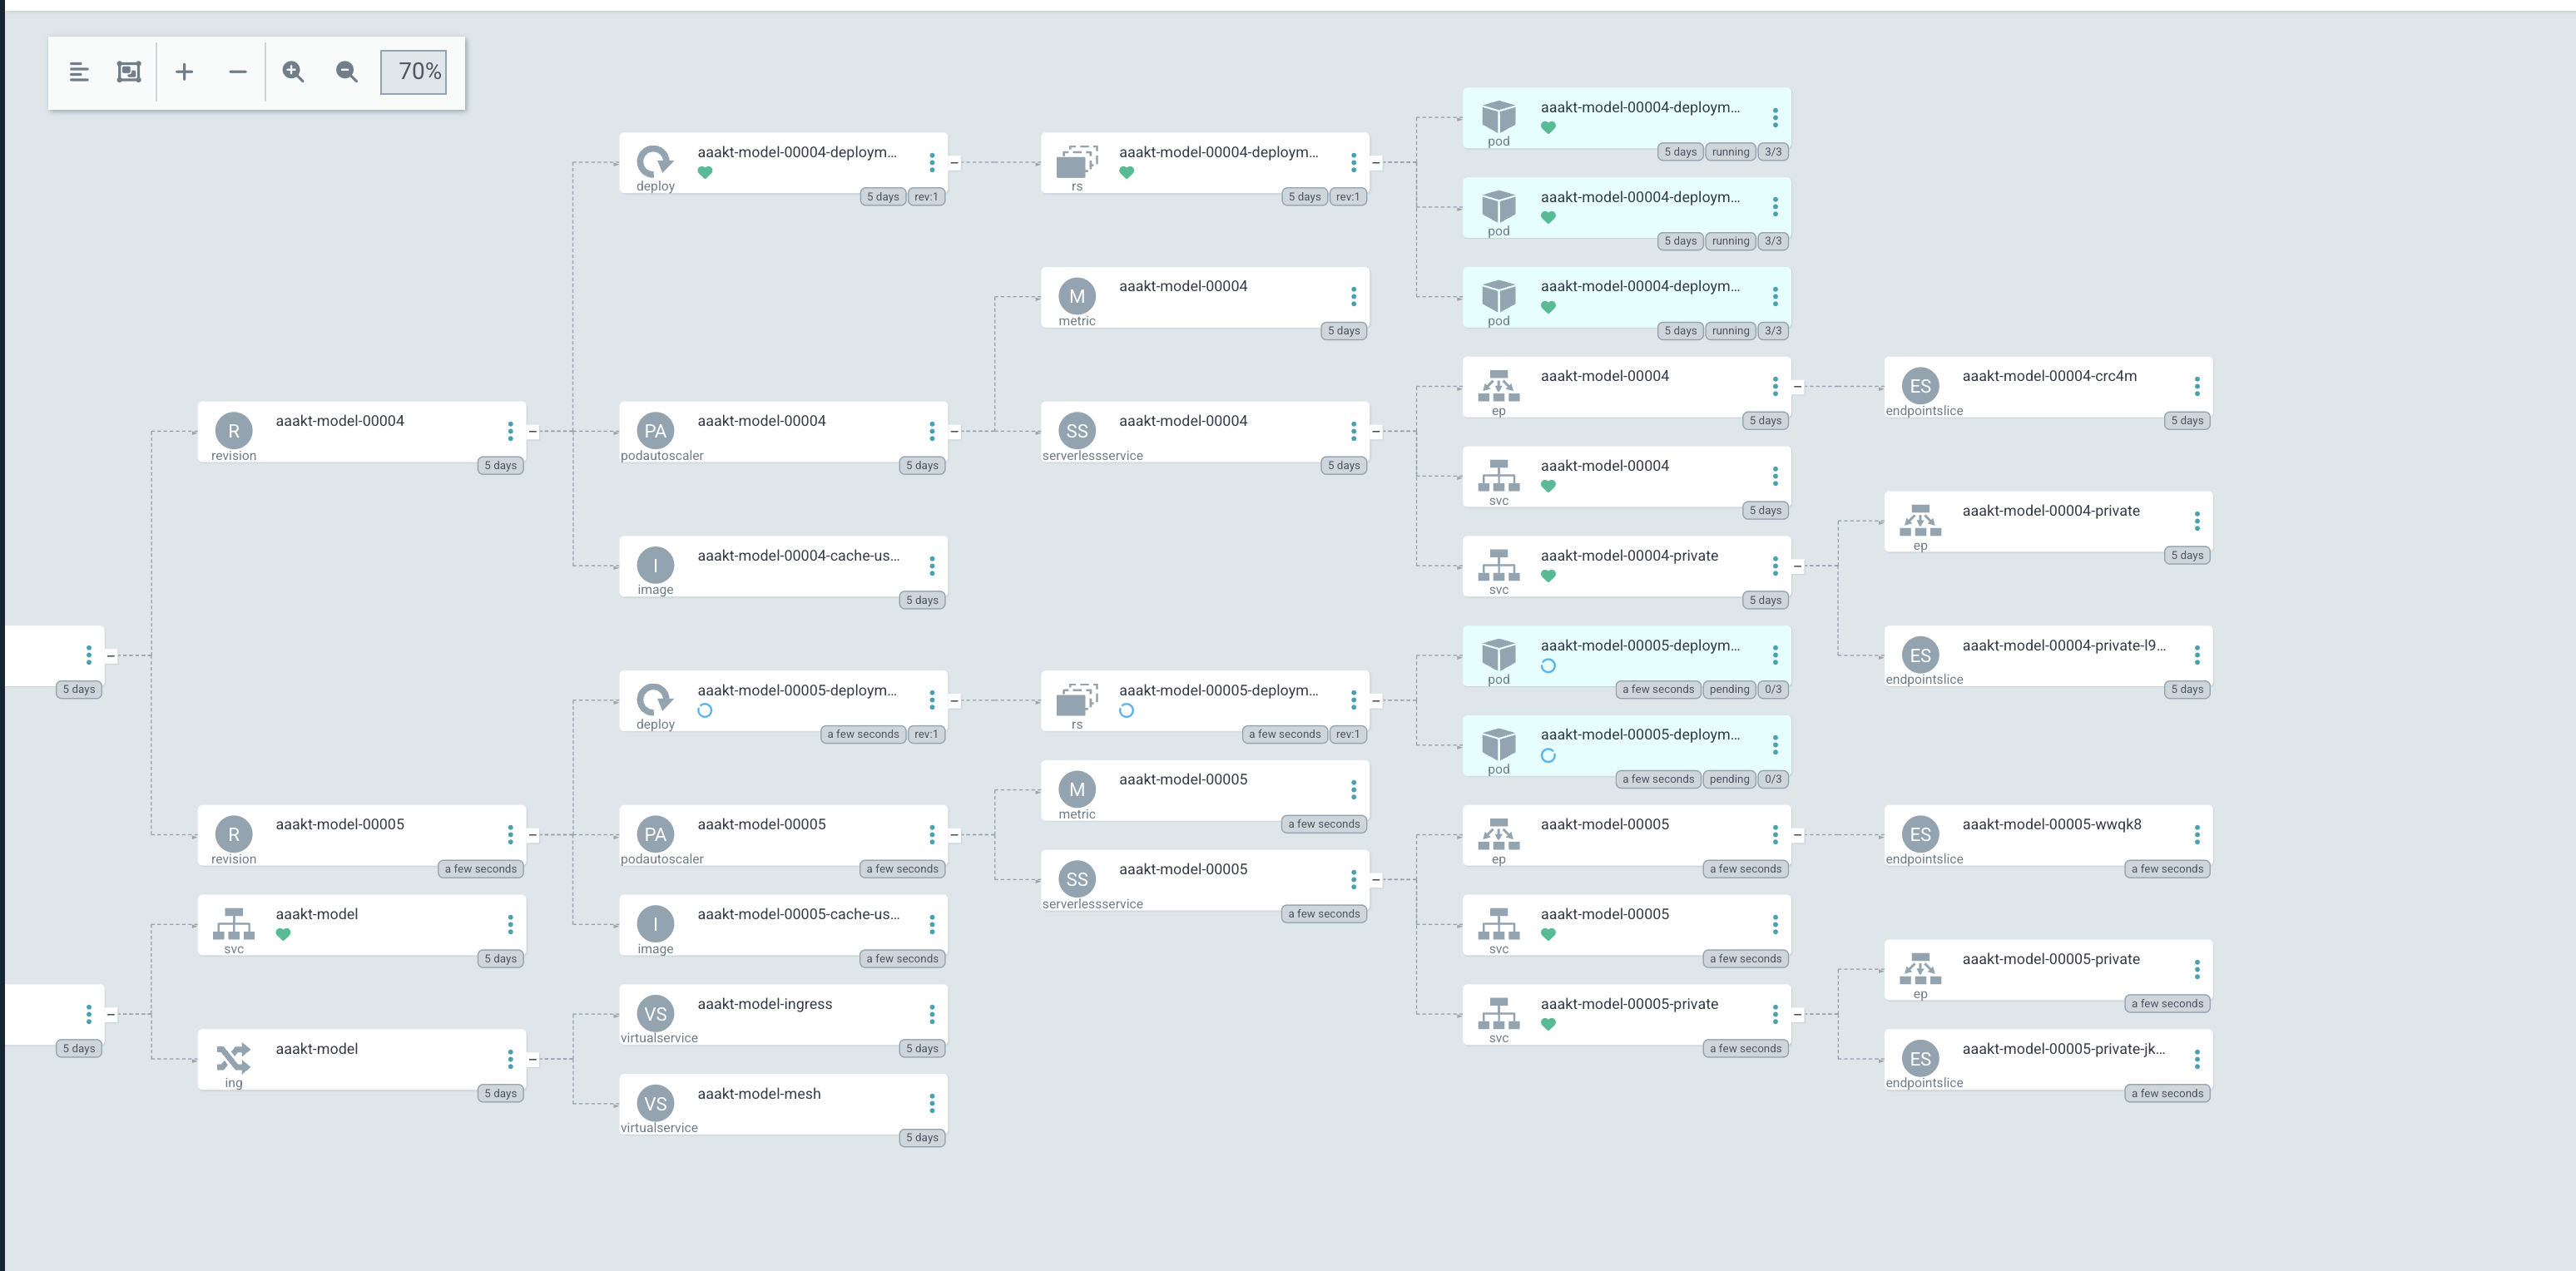 70%
aaakt-model-00004-deploym...
pod
5 days running 3/3
aaakt-model-00004-deploym...
deploy
5 days rev:1
aaakt-model-00004-deploym...
rs
5 days rev:1
aaakt-model-00004-deploym...
pod
5 days running 3/3
aaakt-model-00004
metric
5 days
aaakt-model-00004-deploym...
pod
5 days running 3/3
aaakt-model-00004
ep
5 days
aaakt-model-00004-crc4m
ES
endpointslice
5 days
R
aaakt-model-00004
revision
5 days
PA
aaakt-model-00004
podautoscaler
5 days
SS
aaakt-model-00004
serverlessservice
5 days
M
aaakt-model-00004
svc
5 days
aaakt-model-00004-private
ep
5 days
I
aaakt-model-00004-cache-us...
image
5 days
aaakt-model-00004-private
svc
5 days
5 days
aaakt-model-00005-deploym...
pod
a few seconds pending 0/3
ES
aaakt-model-00004-private-l9...
endpointslice
5 days
aaakt-model-00005-deploym...
deploy
a few seconds rev:1
aaakt-model-00005-deploym...
rs
a few seconds rev:1
aaakt-model-00005-deploym...
pod
a few seconds pending 0/3
M
aaakt-model-00005
metric
a few seconds
R
aaakt-model-00005
revision
a few seconds
PA
aaakt-model-00005
podautoscaler
a few seconds
aaakt-model-00005
ep
a few seconds
ES
aaakt-model-00005-wwqk8
endpointslice
a few seconds
SS
aaakt-model-00005
serverlessservice
a few seconds
aaakt-model
svc
5 days
I
aaakt-model-00005-cache-us...
image
a few seconds
aaakt-model-00005
svc
a few seconds
aaakt-model-00005-private
ep
a few seconds
5 days
VS
aaakt-model-ingress
virtualservice
5 days
aaakt-model-00005-private
svc
a few seconds
aaakt-model
ing
5 days
ES
aaakt-model-00005-private-jk...
endpointslice
a few seconds
VS
aaakt-model-mesh
virtualservice
5 days